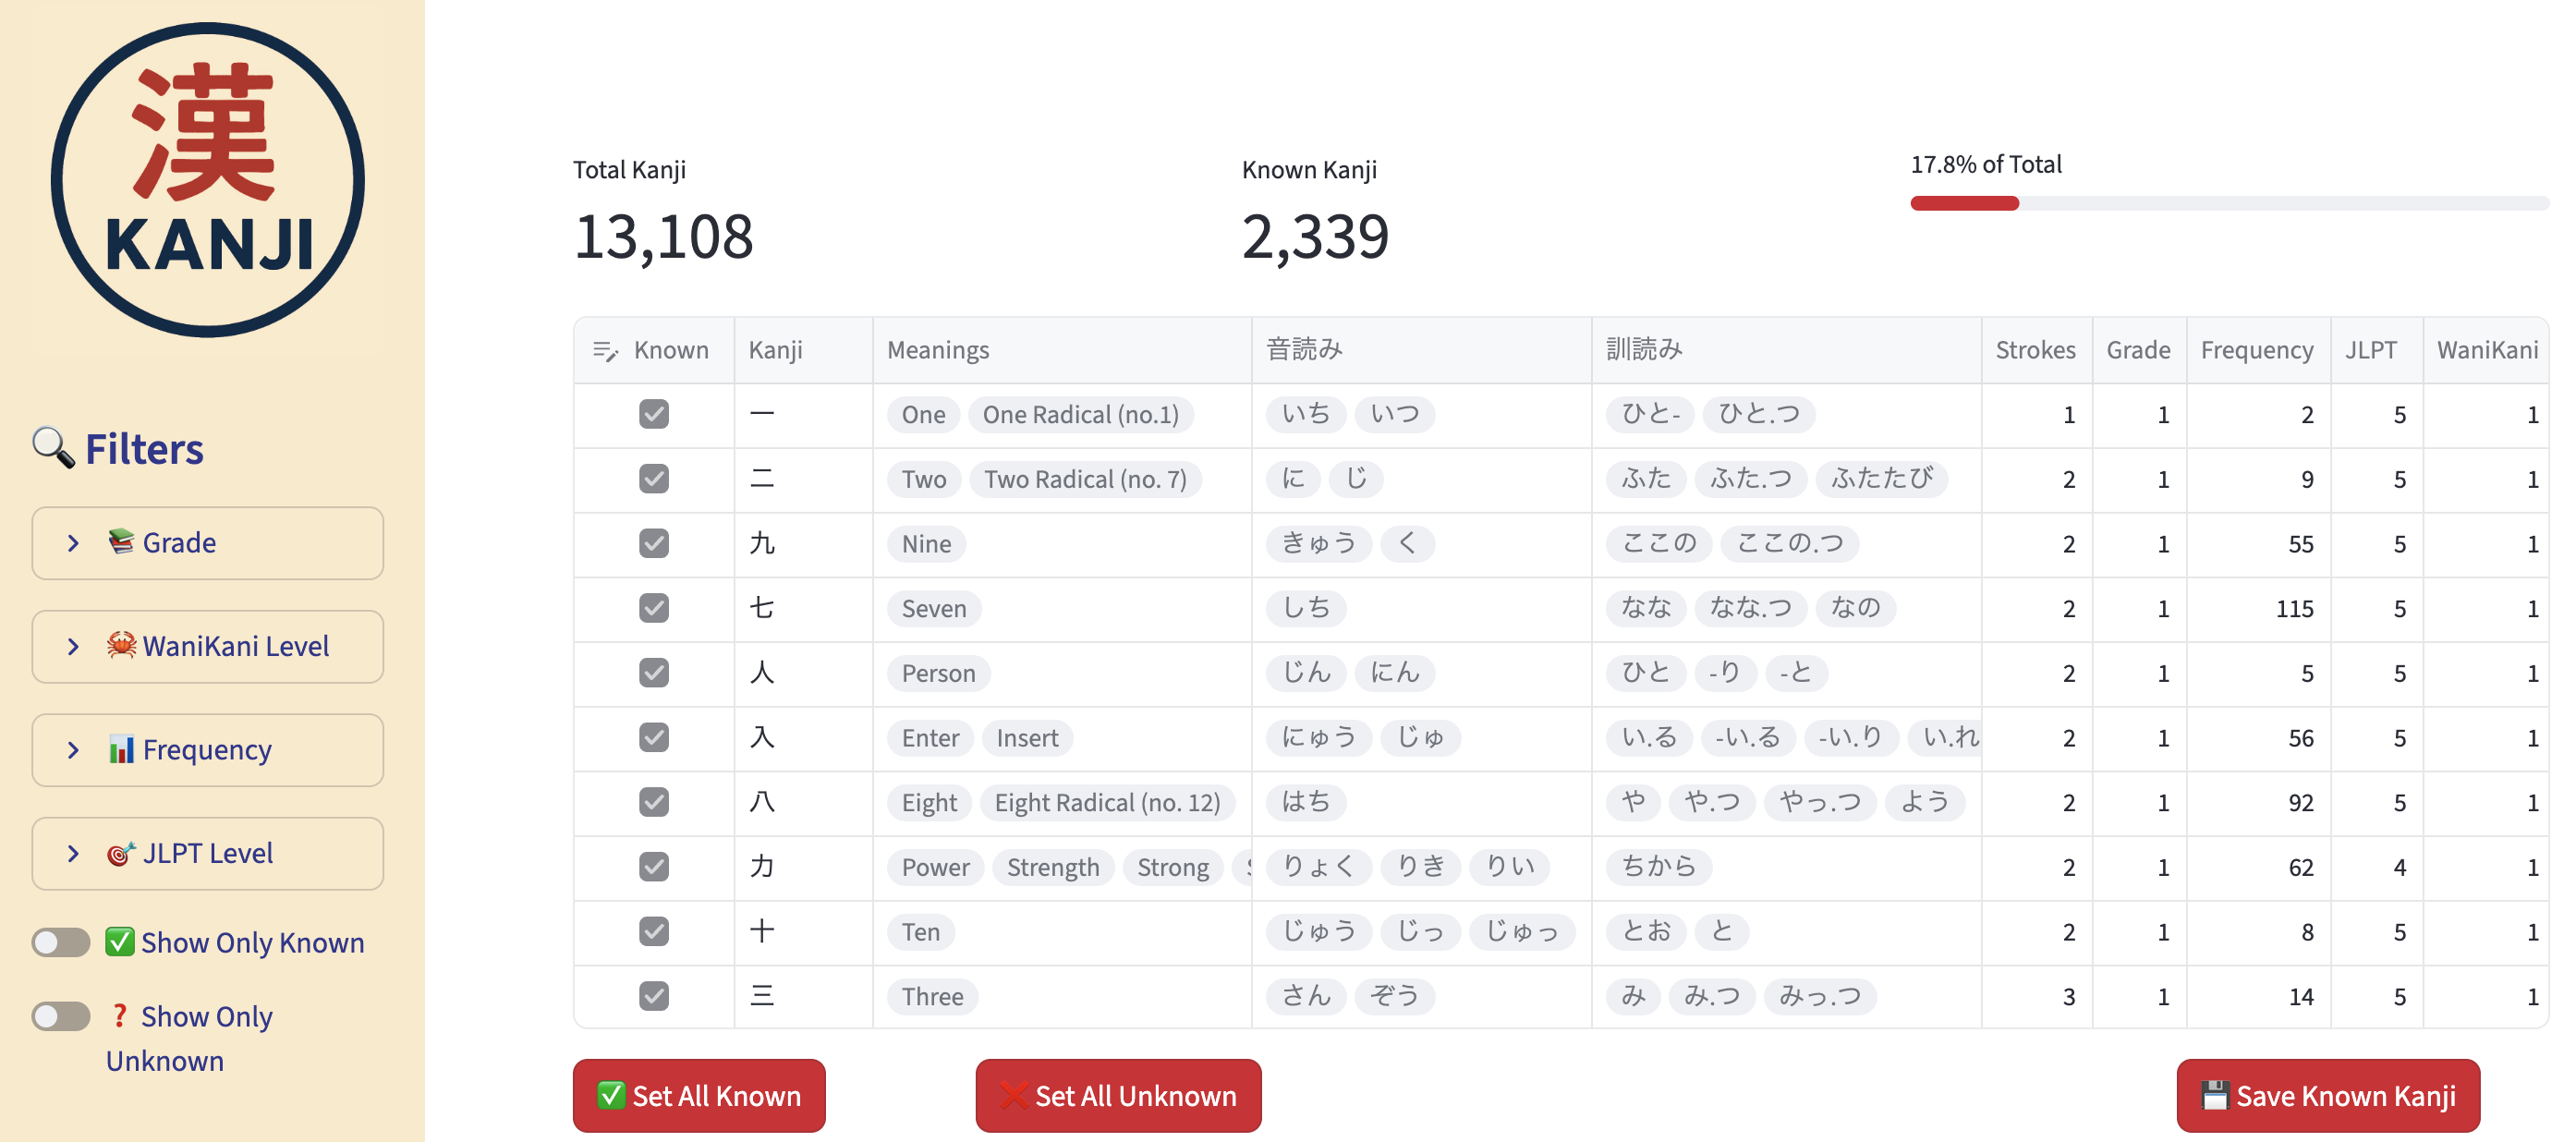 漢
KANJI
🔍 Filters
📚 Grade
🦀 WaniKani Level
📊 Frequency
🎯 JLPT Level
✅ Show Only Known
❓ Show Only
Unknown
Total Kanji
13,108
Known Kanji
2,339
17.8% of Total
Known Kanji Meanings 音読み 訓読み Strokes Grade Frequency JLPT WaniKani
一 One One Radical (no.1) いち いつ ひと- ひと.つ 1 1 2 5 1
二 Two Two Radical (no. 7) に じ ふた ふた.つ ふたたび 2 1 9 5 1
九 Nine きゅう く ここの ここの.つ 2 1 55 5 1
七 Seven しち なな なな.つ なの 2 1 115 5 1
人 Person じん にん ひと -り -と 2 1 5 5 1
入 Enter Insert にゅう じゅ い.る -い.る -い.り い.れ 2 1 56 5 1
八 Eight Eight Radical (no. 12) はち や や.つ やっ.つ よう 2 1 92 5 1
力 Power Strength Strong りょく りき りい ちから 2 1 62 4 1
十 Ten じゅう じっ じゅっ とお と 2 1 8 5 1
三 Three さん ぞう み み.つ みっ.つ 3 1 14 5 1
✅ Set All Known
❌ Set All Unknown
💾 Save Known Kanji